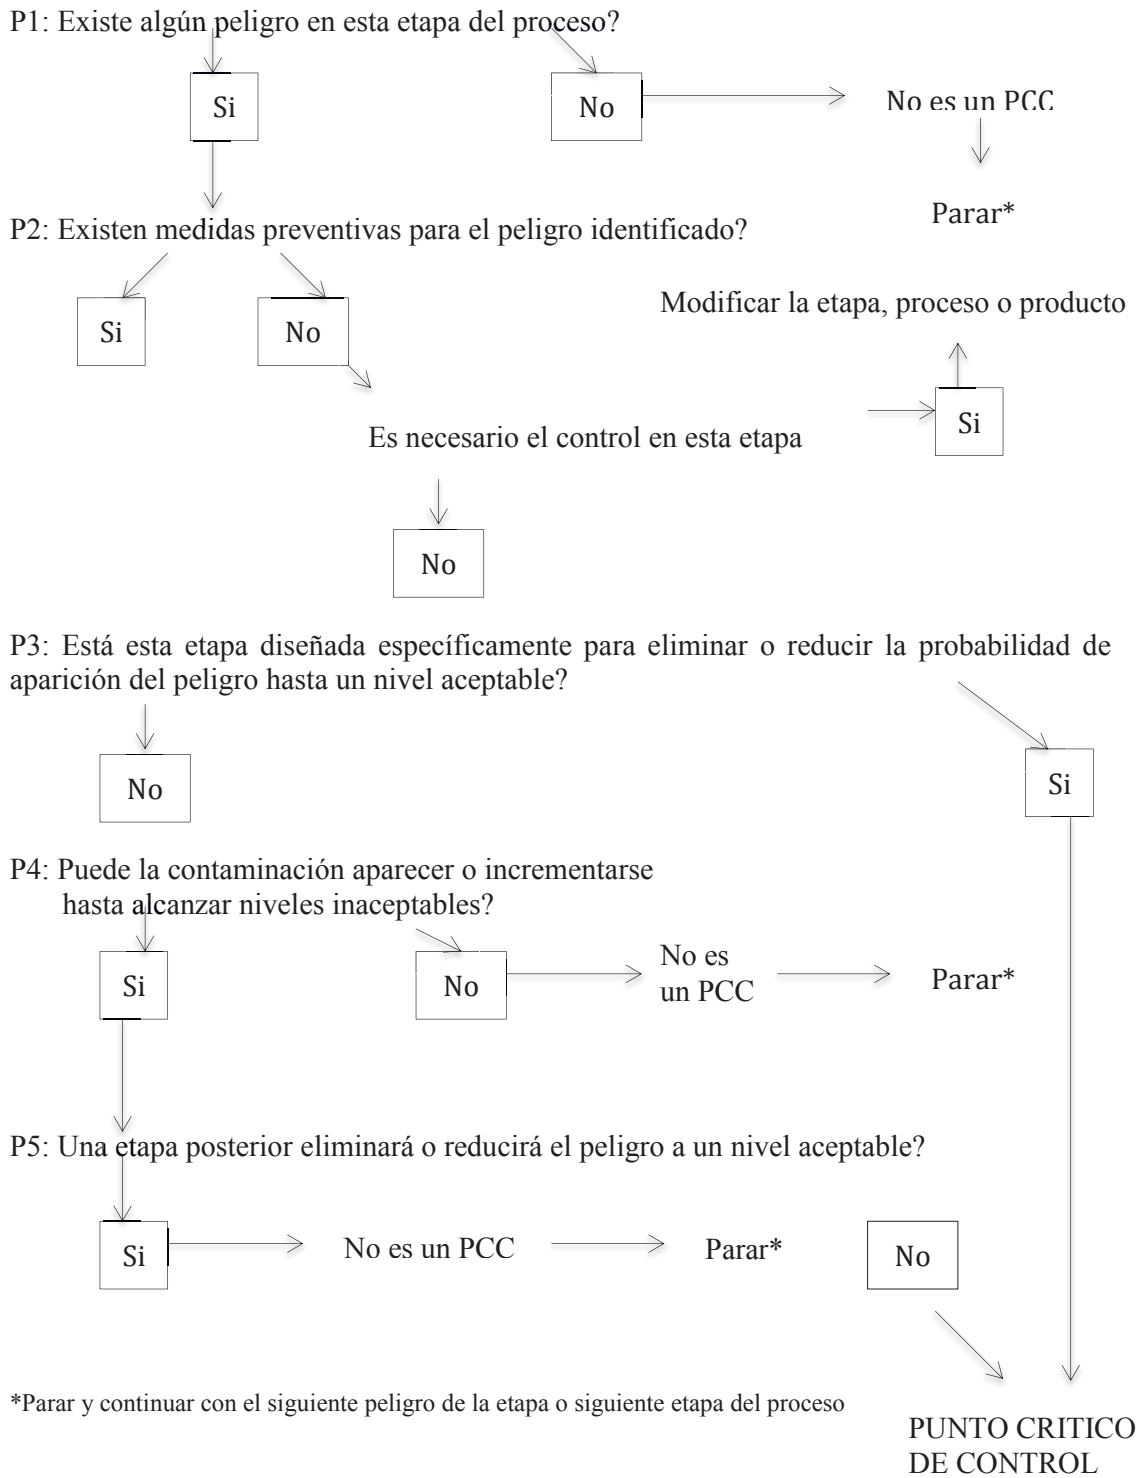 P1: Existe algún peligro en esta etapa del proceso?
Si
No
No es un PCC
Parar*
P2: Existen medidas preventivas para el peligro identificado?
Modificar la etapa, proceso o producto
Si
No
Si
Es necesario el control en esta etapa
No
P3: Está esta etapa diseñada específicamente para eliminar o reducir la probabilidad de
aparición del peligro hasta un nivel aceptable?
No
Si
P4: Puede la contaminación aparecer o incrementarse
hasta alcanzar niveles inaceptables?
Si
No
No es
un PCC
Parar*
P5: Una etapa posterior eliminará o reducirá el peligro a un nivel aceptable?
Si
No es un PCC
Parar*
No
*Parar y continuar con el siguiente peligro de la etapa o siguiente etapa del proceso
PUNTO CRITICO
DE CONTROL